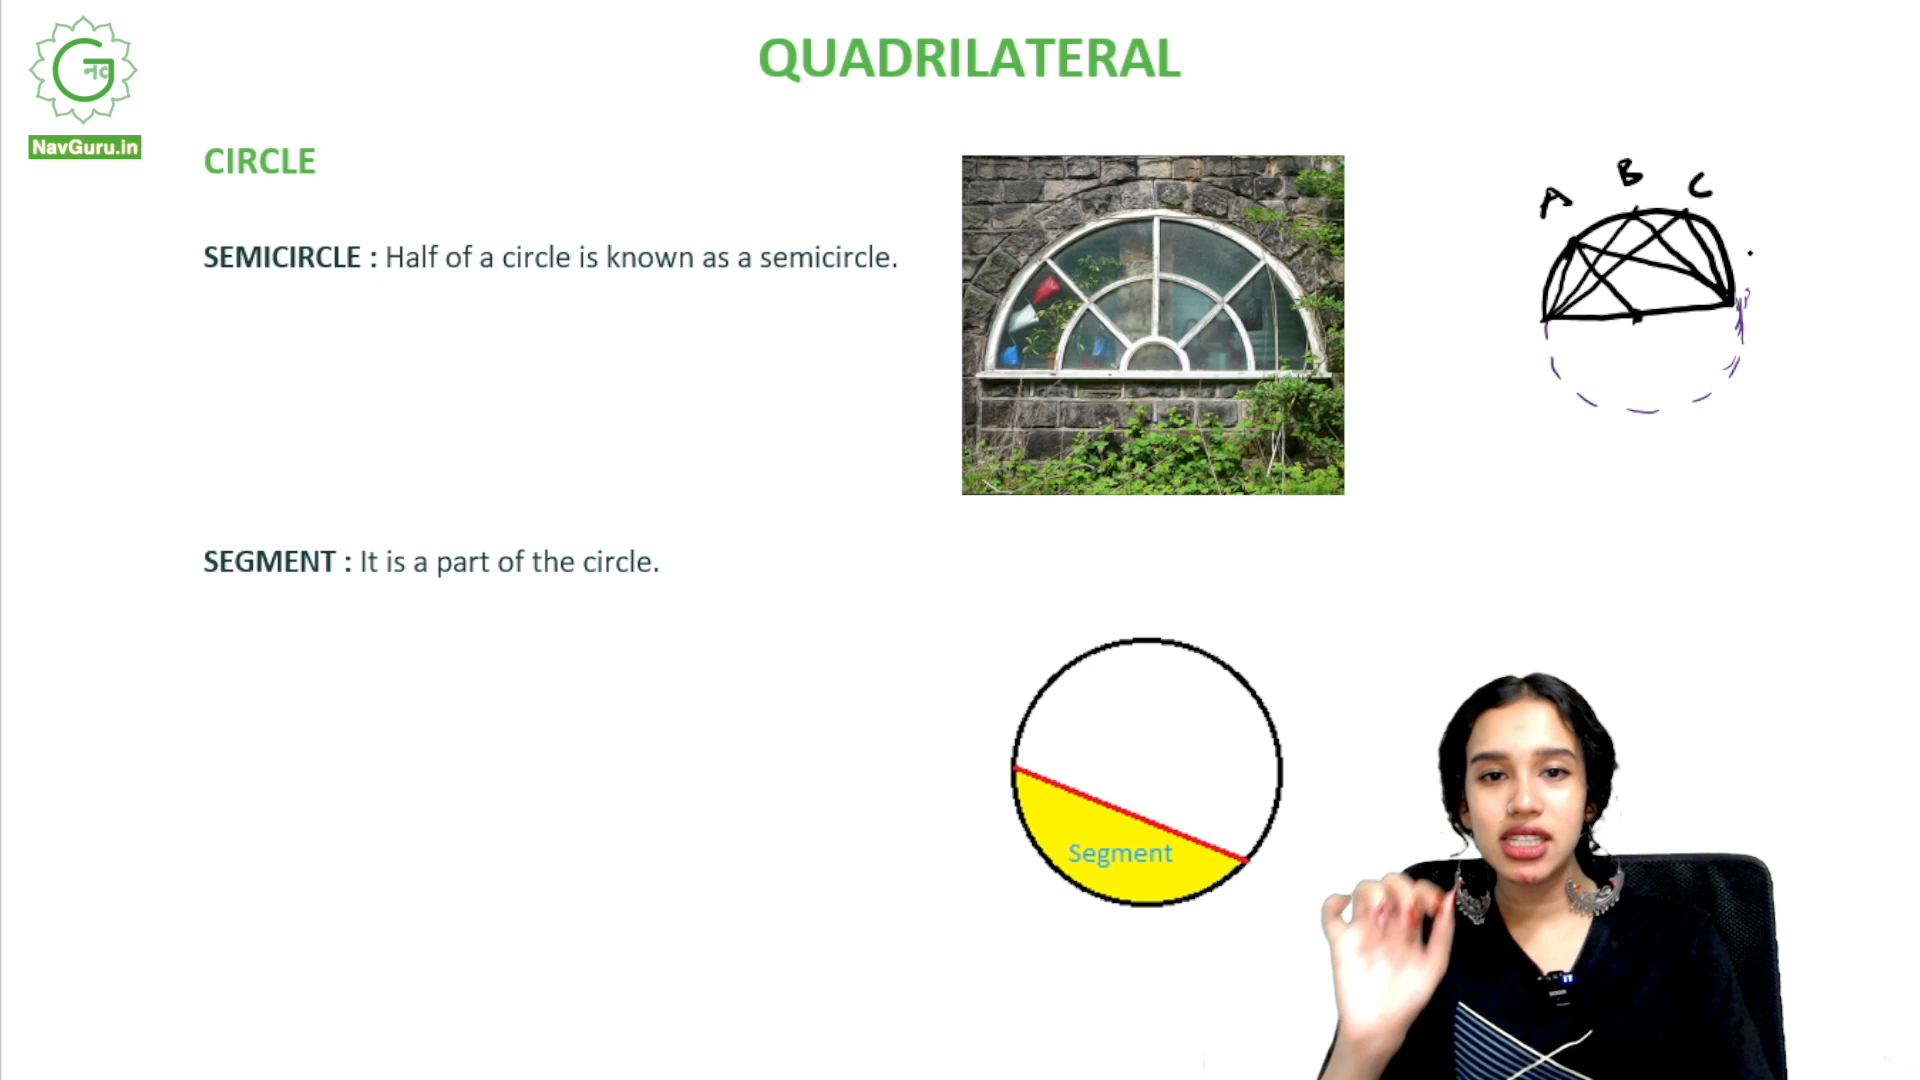 QUADRILATERAL
नव
NavGuru.in
CIRCLE
SEMICIRCLE : Half of a circle is known as a semicircle.
A B C
SEGMENT : It is a part of the circle.
Segment